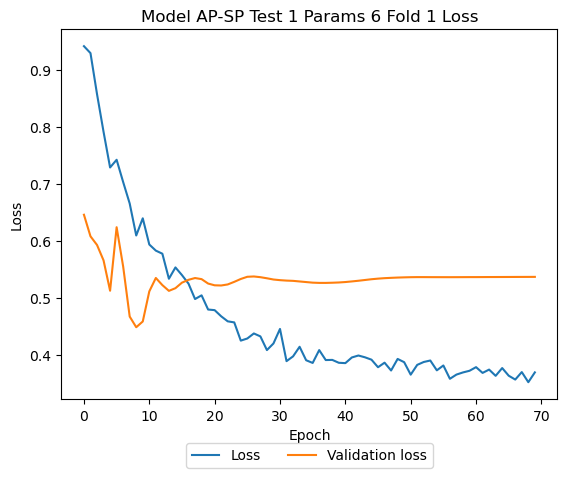 Model AP-SP Test 1 Params 6 Fold 1 Loss
0.9
0.8
0.7
0.6
0.5
0.4
Loss
0 10 20 30 40 50 60 70
Epoch
Loss Validation loss